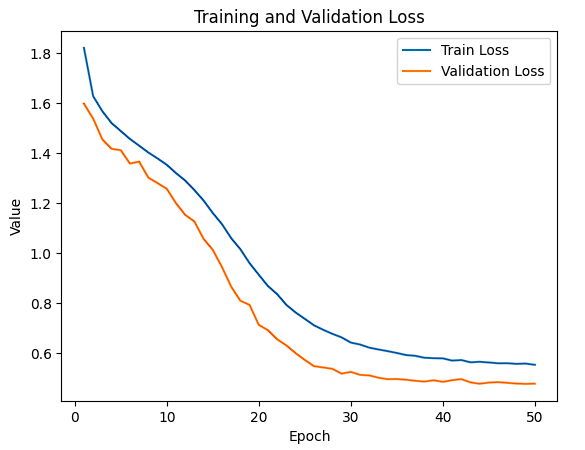 Training and Validation Loss
Train Loss
Validation Loss
1.8
1.6
1.4
1.2
1.0
0.8
0.6
Value
0 10 20 30 40 50
Epoch